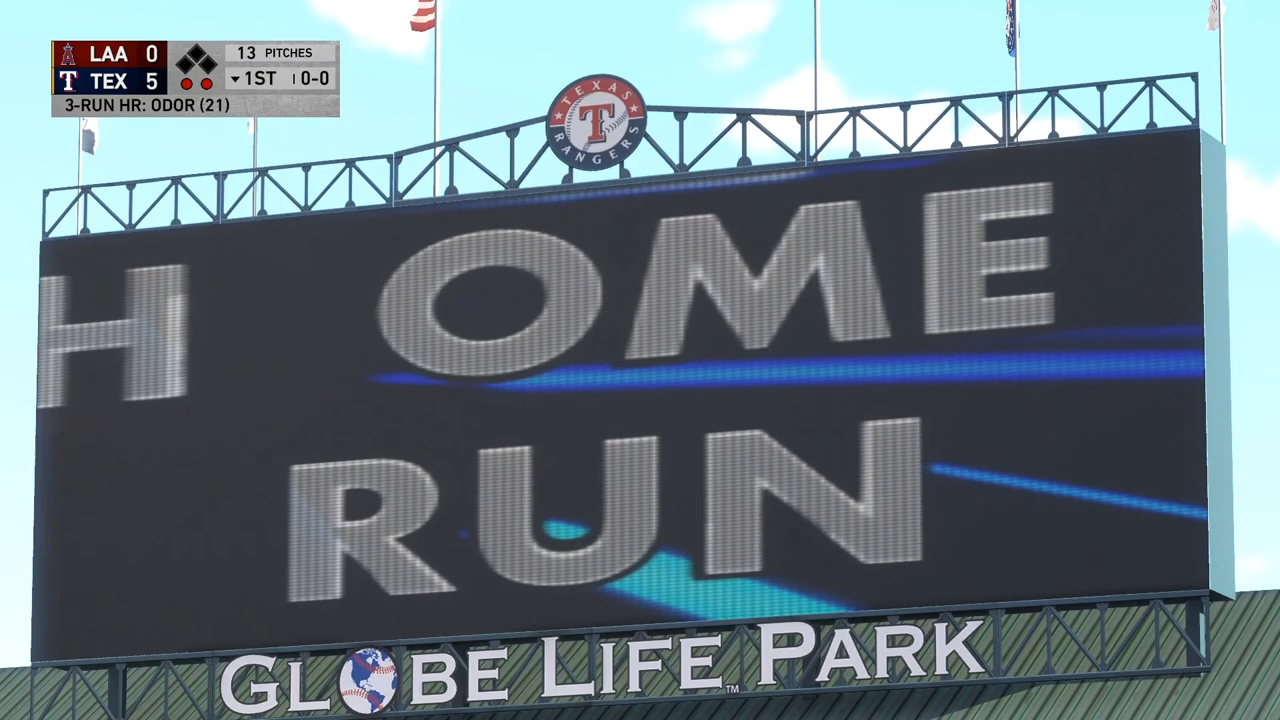 LAA 0
13 PITCHES
TEX 5
1ST 0-0
3-RUN HR: ODOR (21)
TEXAS
T
RANGERS
H OME
RUN
GLOBE LIFE PARK™